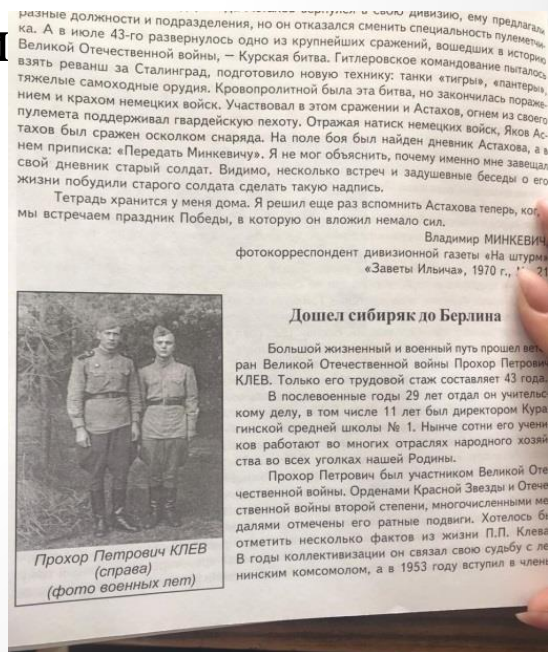 разные должности и подразделения, но он отказался сменить специальность пулеметчи-
ка. А в июле 43-го развернулось одно из крупнейших сражений, вошедших в историю
Великой Отечественной войны, – Курская битва. Гитлеровское командование пыталось
взять реванш за Сталинград, подготовило новую технику: танки «тигры», «пантеры»,
тяжелые самоходные орудия. Кровопролитной была эта битва, но закончилась пораже-
нием и крахом немецких войск. Участвовал в этом сражении и Астахов, огнем из своего
пулемета поддерживал гвардейскую пехоту. Отражая натиск немецких войск, Яков Ас-
тахов был сражен осколком снаряда. На поле боя был найден дневник Астахова, а в
нем приписка: «Передать Минкевичу». Я не мог объяснить, почему именно мне завещал
свой дневник старый солдат. Видимо, несколько встреч и задушевные беседы о его
жизни побудили старого солдата сделать такую надпись.
Тетрадь хранится у меня дома. Я решил еще раз вспомнить Астахова теперь, ког
мы встречаем праздник Победы, в которую он вложил немало сил.
Владимир МИНКЕВИЧ,
фотокорреспондент дивизионной газеты «На штурм»
«Заветы Ильича», 1970 г., 21
Дошел сибиряк до Берлина
Большой жизненный и военный путь прошел вете
ран Великой Отечественной войны Прохор Петрович
КЛЕВ. Только его трудовой стаж составляет 43 года.
В послевоенные годы 29 лет отдал он учительс
кому делу, в том числе 11 лет был директором Кура
гинской средней школы № 1. Нынче сотни его учени
ков работают во многих отраслях народного хозяй
ства во всех уголках нашей Родины.
Прохор Петрович был участником Великой Оте
чественной войны. Орденами Красной Звезды и Отече
ственной войны второй степени, многочисленными ме
далями отмечены его ратные подвиги. Хотелось бы
отметить несколько фактов из жизни П.П. Клева
В годы коллективизации он связал свою судьбу с ле
нинским комсомолом, а в 1953 году вступил в члены
Прохор Петрович КЛЕВ
(справа)
(фото военных лет)